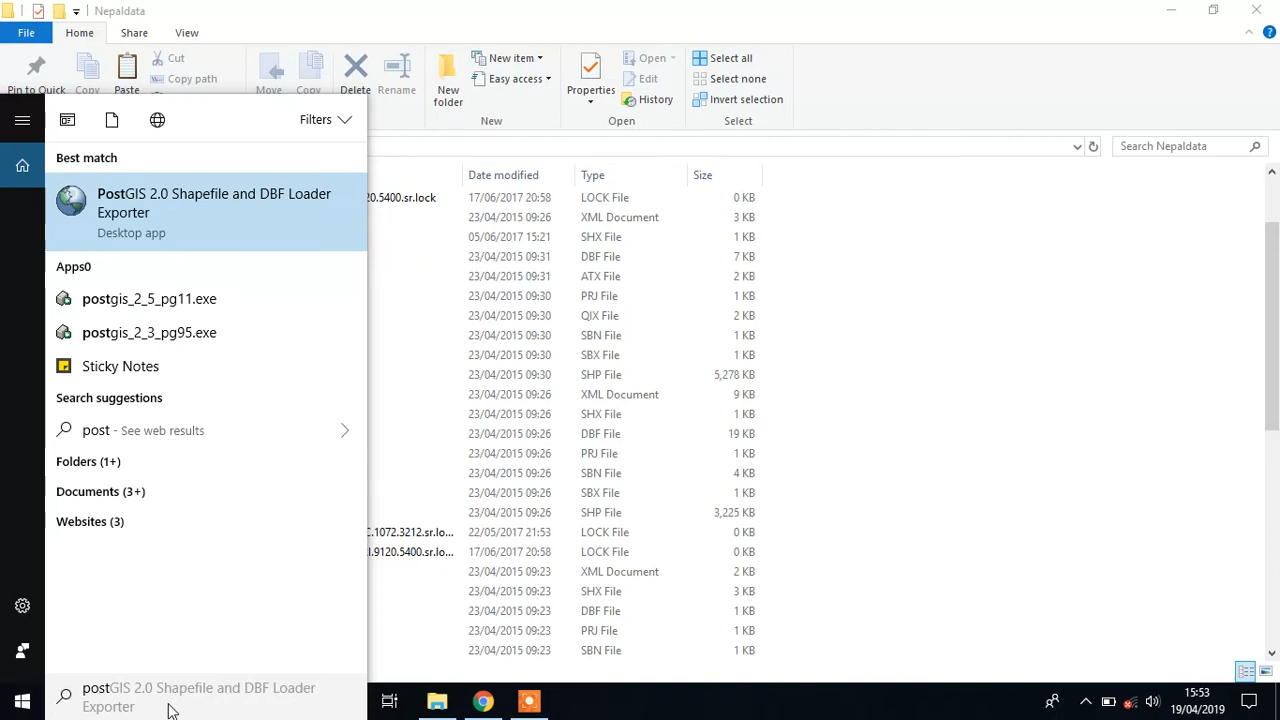 Nepaldata
File Home Share View
Pin to Quick Copy Paste
Cut
Copy path
Move Copy Delete Rename
New folder
New item
Easy access
New
Properties
Open
Edit
History
Open
Select all
Select none
Invert selection
Select
Search Nepaldata
Filters
Best match
PostGIS 2.0 Shapefile and DBF Loader
Exporter
Desktop app
Apps0
postgis_2_5_pg11.exe
postgis_2_3_pg95.exe
Sticky Notes
Search suggestions
post - See web results
Folders (1+)
Documents (3+)
Websites (3)
postGIS 2.0 Shapefile and DBF Loader
Exporter
Date modified Type Size
20.5400.sr.lock 17/06/2017 20:58 LOCK File 0 KB
23/04/2015 09:26 XML Document 3 KB
05/06/2017 15:21 SHX File 1 KB
23/04/2015 09:31 DBF File 7 KB
23/04/2015 09:31 ATX File 2 KB
23/04/2015 09:30 PRJ File 1 KB
23/04/2015 09:30 QIX File 2 KB
23/04/2015 09:30 SBN File 1 KB
23/04/2015 09:30 SBX File 1 KB
23/04/2015 09:30 SHP File 5,278 KB
23/04/2015 09:26 XML Document 9 KB
23/04/2015 09:26 SHX File 1 KB
23/04/2015 09:26 DBF File 19 KB
23/04/2015 09:26 PRJ File 1 KB
23/04/2015 09:26 SBN File 4 KB
23/04/2015 09:26 SBX File 1 KB
23/04/2015 09:26 SHP File 3,225 KB
C.1072.3212.sr.lo... 22/05/2017 21:53 LOCK File 0 KB
l.9120.5400.sr.lo... 17/06/2017 20:58 LOCK File 0 KB
23/04/2015 09:23 XML Document 2 KB
23/04/2015 09:23 SHX File 3 KB
23/04/2015 09:23 DBF File 1 KB
23/04/2015 09:23 PRJ File 1 KB
23/04/2015 09:23 SBN File 1 KB
15:53
19/04/2019